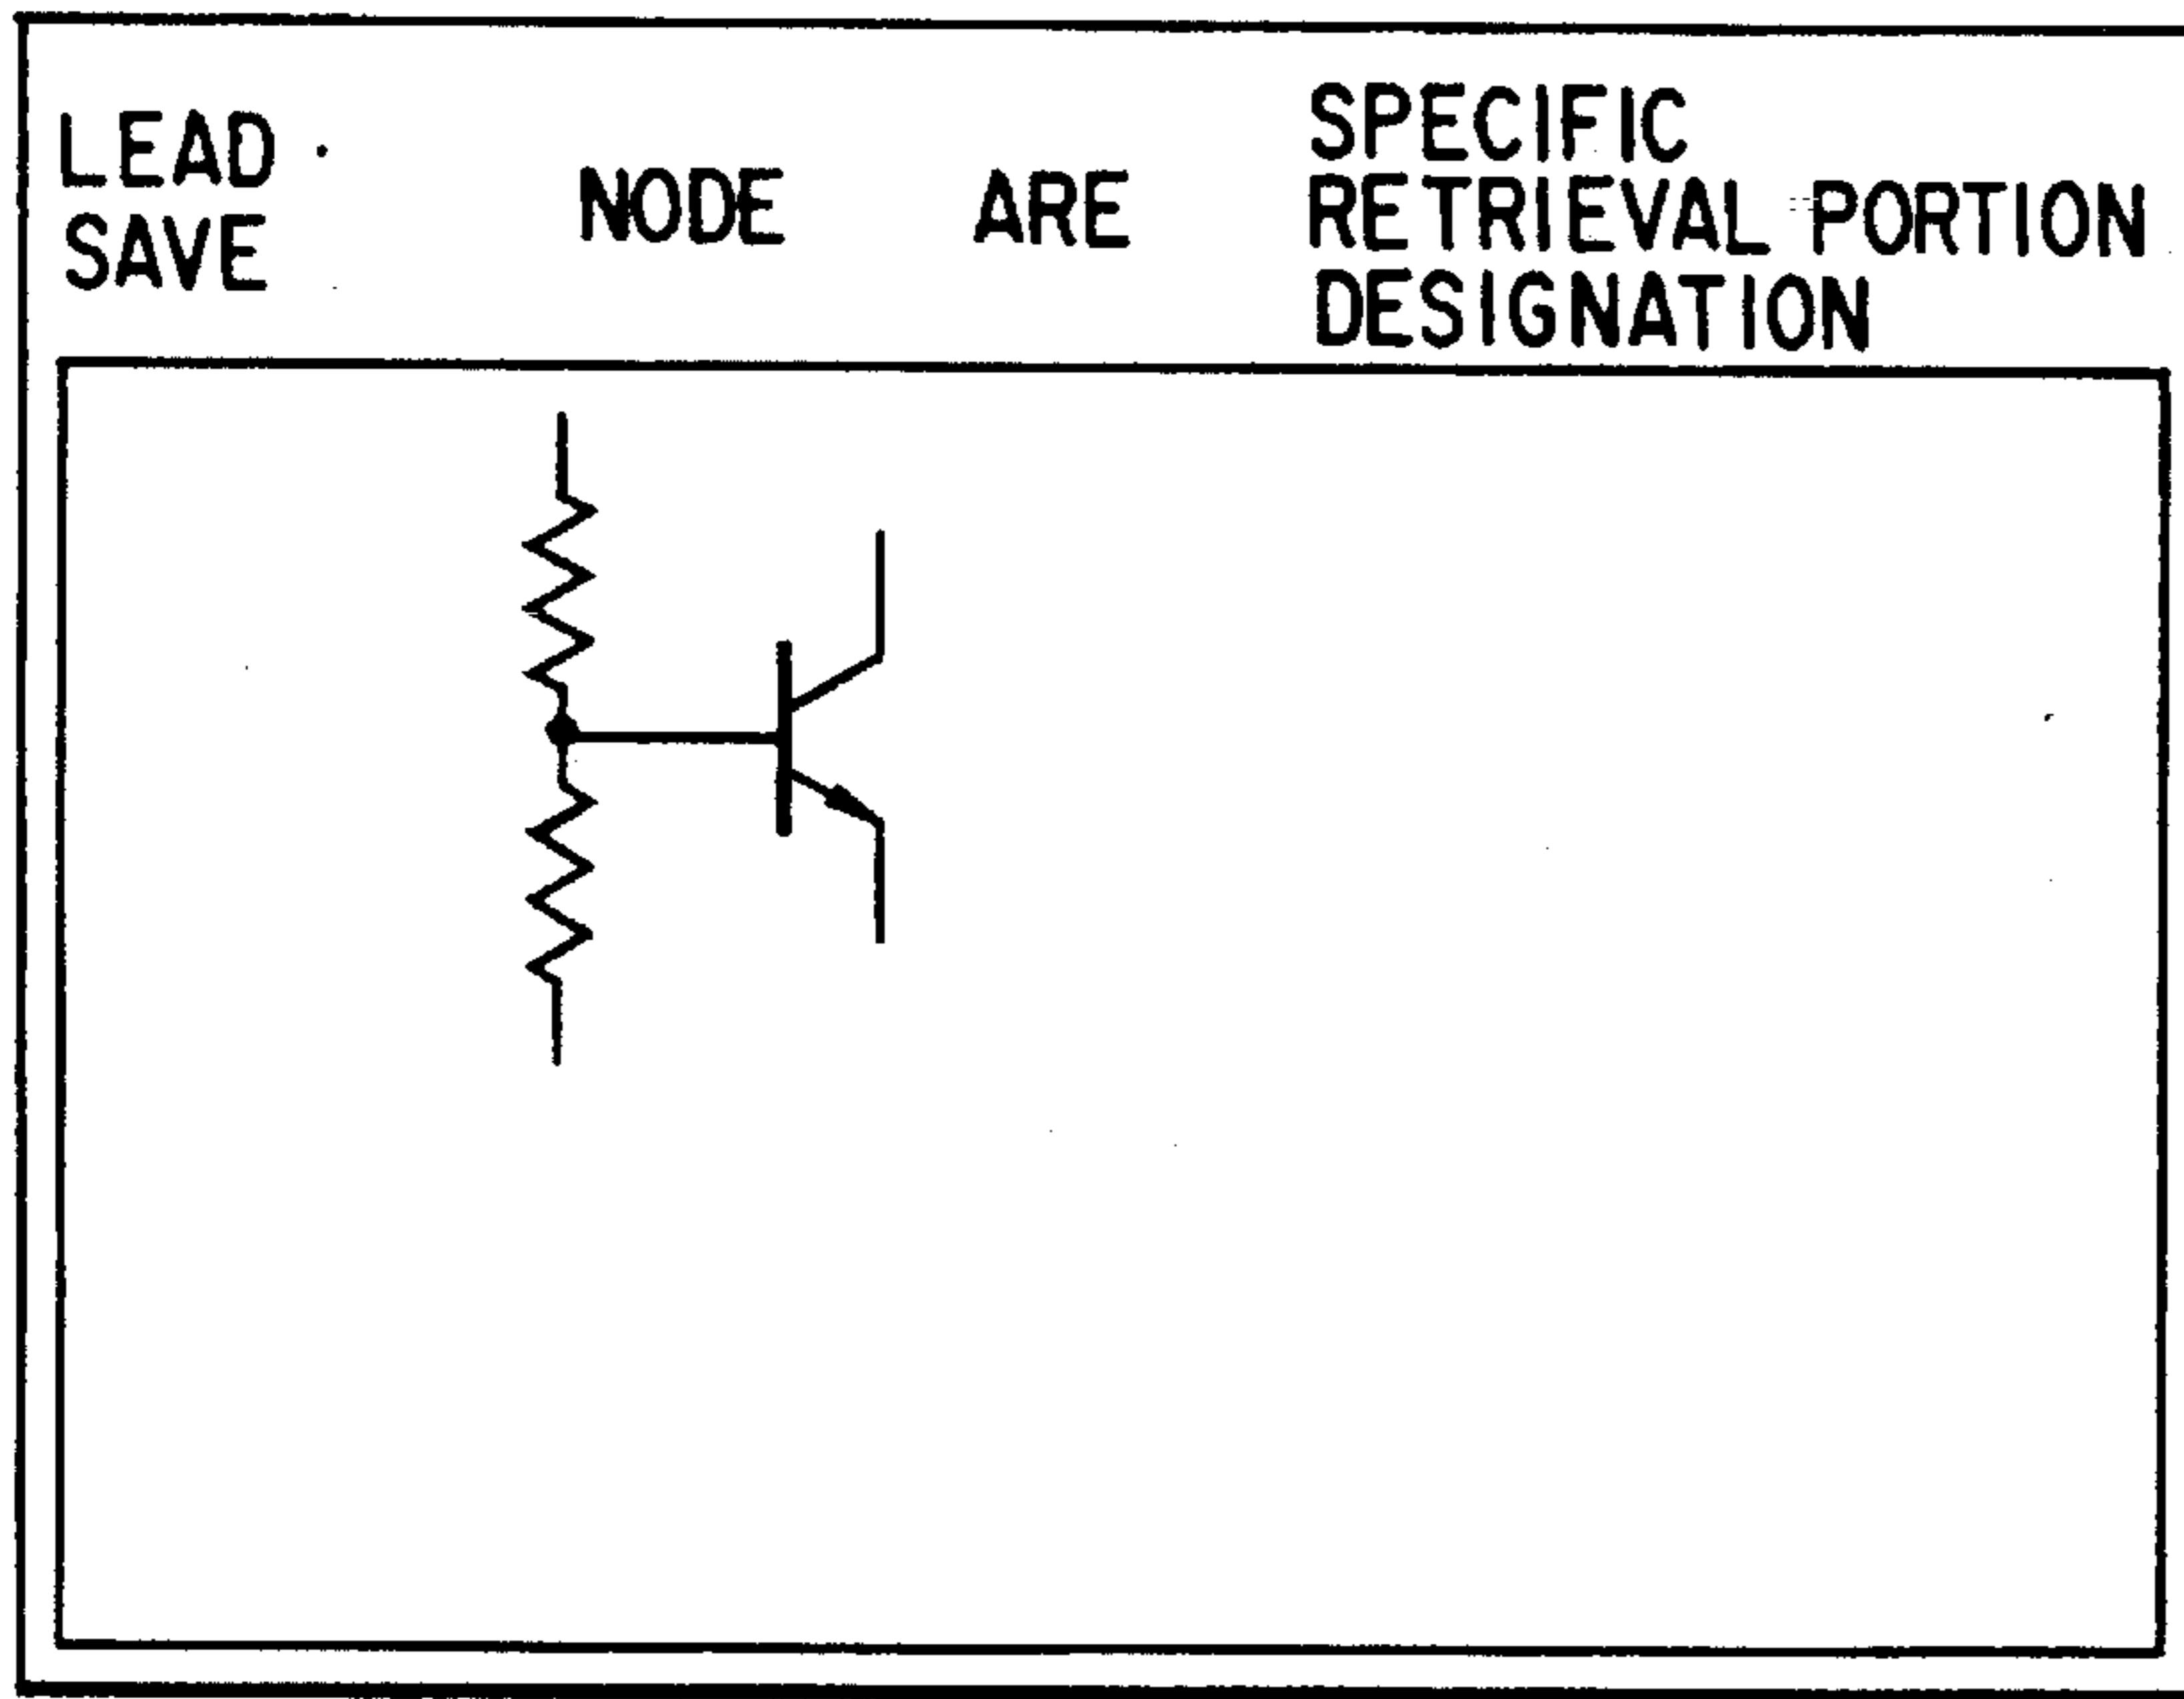 LEAD
SAVE
NODE
ARE
SPECIFIC
RETRIEVAL PORTION
DESIGNATION